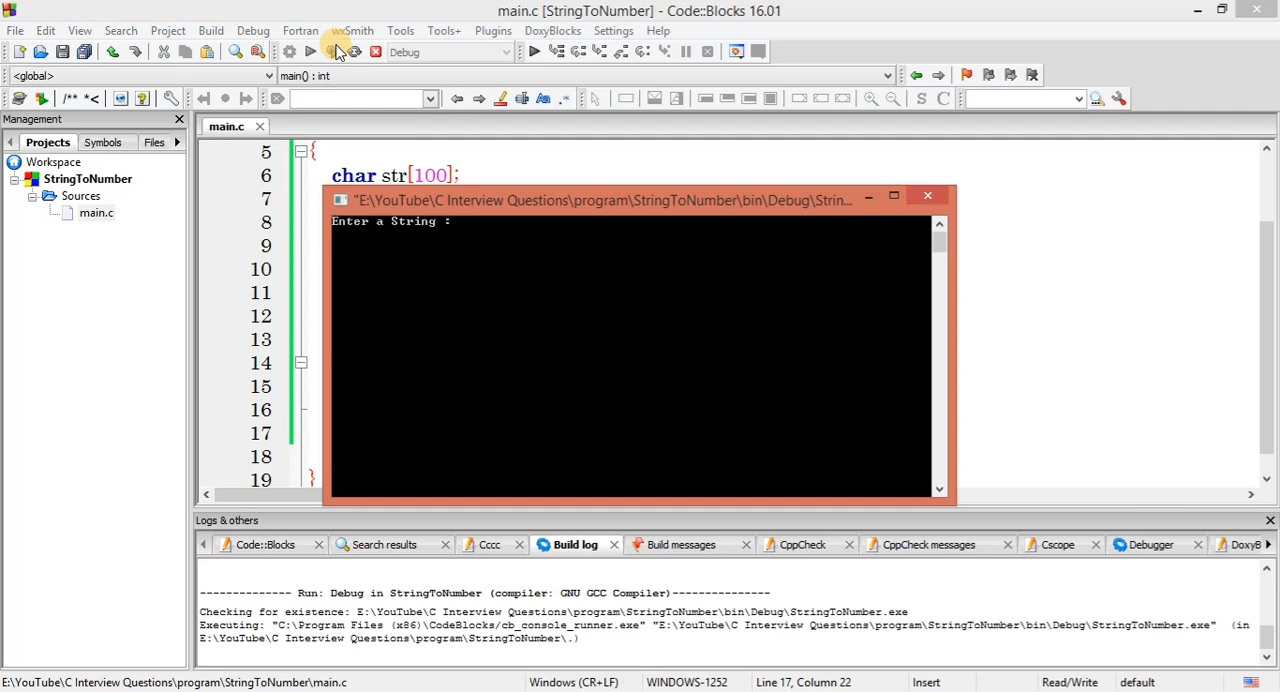 main.c [StringToNumber] - Code::Blocks 16.01
File Edit View Search Project Build Debug Fortran wxSmith Tools Tools+ Plugins DoxyBlocks Settings Help
Debug
<global> main() : int
/** *<
S C
Management
main.c
Projects Symbols Files
Workspace
StringToNumber
Sources
main.c
5 {
6 char str[100];
7
8
9
10
11
12
13
14
15
16
17
18
19 }
"E:\YouTube\C Interview Questions\program\StringToNumber\bin\Debug\Strin...
Enter a String :
Logs & others
Code::Blocks Search results Cccc Build log Build messages CppCheck CppCheck messages Cscope Debugger DoxyB
-------------- Run: Debug in StringToNumber (compiler: GNU GCC Compiler)---------------
Checking for existence: E:\YouTube\C Interview Questions\program\StringToNumber\bin\Debug\StringToNumber.exe
Executing: "C:\Program Files (x86)\CodeBlocks/cb_console_runner.exe" "E:\YouTube\C Interview Questions\program\StringToNumber\bin\Debug\StringToNumber.exe" (in
E:\YouTube\C Interview Questions\program\StringToNumber\.)
E:\YouTube\C Interview Questions\program\StringToNumber\main.c Windows (CR+LF) WINDOWS-1252 Line 17, Column 22 Insert Read/Write default